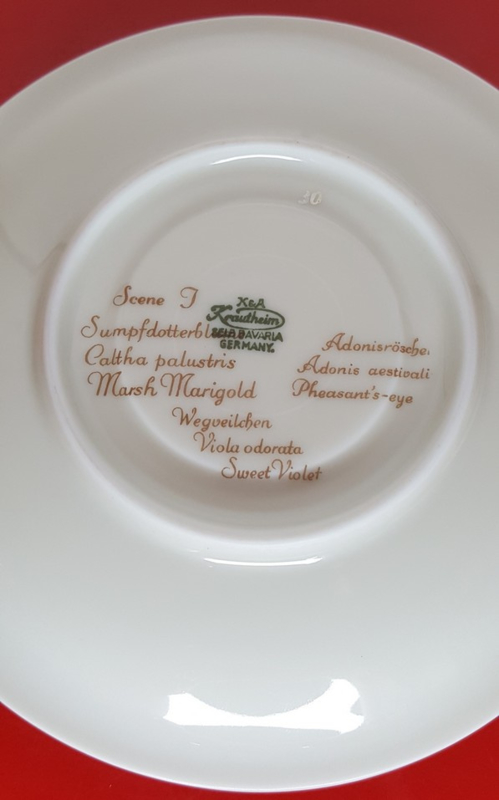 30
Scene I
K&A
Krautheim
SELB BAVARIA
GERMANY.
Caltha palustris
Marsh Marigold
Adonisrösche
Adonis aestivali
Pheasant's-eye
Wegveilchen
Viola odorata
Sweet Violet